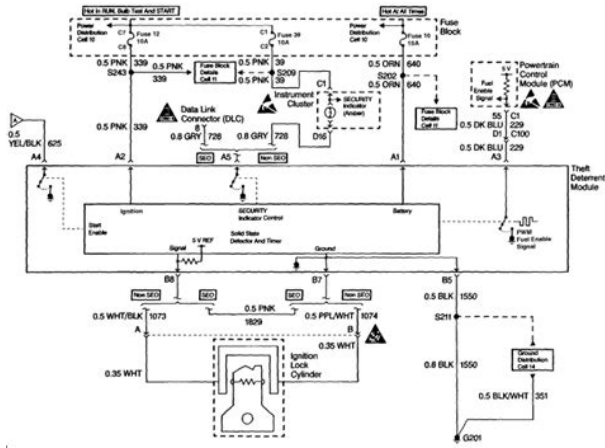 Hot In RUN, Bulb Test And START
Hot At All Times
Fuse Block
Power Distribution Cell 10
C7
Fuse 12
10A
C8
C1
Fuse 39
10A
C2
Power Distribution Cell 10
Fuse 16
15A
0.5 PNK 339
0.5 PNK 39
0.5 ORN 640
S243
0.5 PNK
339
Fuse Block Details Cell 11
S209
0.5 PNK 39
S202
0.5 ORN 640
Fuse Block Details Cell 11
5 V
Fuel Enable Signal
Powertrain Control Module (PCM)
55 C1
0.5 DK BLU 229
D1 C100
0.5 DK BLU 229
A3
Instrument Cluster
C1
SECURITY Indicator (Amber)
D16
Data Link Connector (DLC)
8
0.8 GRY 728
0.8 GRY 728
SEO
A5
Non SEO
A
0.5 YEL/BLK 625
A4
0.5 PNK 339
A2
A1
Theft Deterrent Module
Ignition
SECURITY Indicator Control
Battery
Start Enable
Solid State Detector And Timer
Signal
5 V REF
Ground
PWM Fuel Enable Signal
B8
B7
B5
Non SEO
SEO
SEO
Non SEO
0.5 WHT/BLK 1073
0.5 PNK
1829
0.5 PPL/WHT 1074
A
B
0.35 WHT
0.35 WHT
Ignition Lock Cylinder
0.5 BLK 1550
S211
0.8 BLK 1550
Ground Distribution Cell 14
0.5 BLK/WHT 351
G201